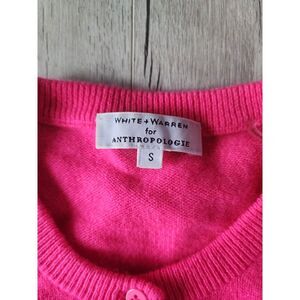 WHITE + WARREN
for
ANTHROPOLOGIE
S